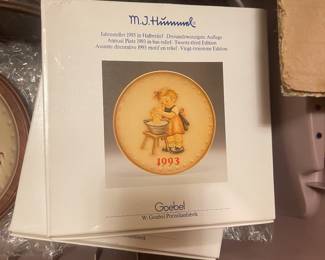 M.J.Hummel
Jahresteller 1993 in Halbrelief · Dreiundzwanzigste Auflage
Annual Plate 1993 in bas relief · Twenty-third Edition
Assiette décorative 1993 motif en relief · Vingt-troisième Edition
1993
Goebel
W. Goebel Porzellanfabrik